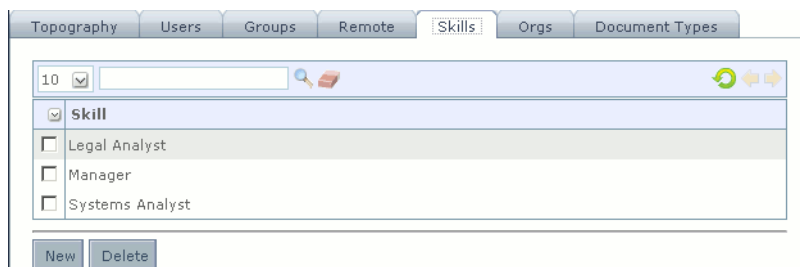 Topography Users Groups Remote Skills Orgs Document Types
10
Skill
Legal Analyst
Manager
Systems Analyst
New Delete